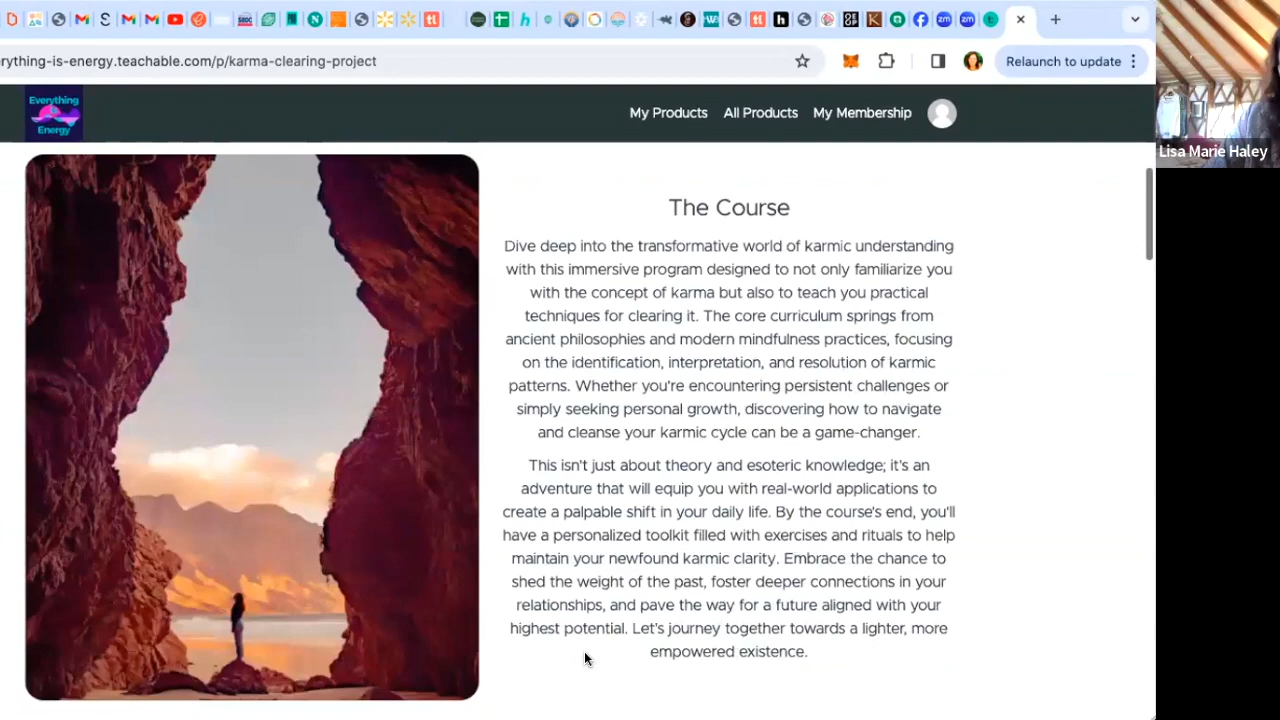 rything-is-energy.teachable.com/p/karma-clearing-project
Relaunch to update
Everything
Energy
My Products
All Products
My Membership
Lisa Marie Haley
The Course
Dive deep into the transformative world of karmic understanding
with this immersive program designed to not only familiarize you
with the concept of karma but also to teach you practical
techniques for clearing it. The core curriculum springs from
ancient philosophies and modern mindfulness practices, focusing
on the identification, interpretation, and resolution of karmic
patterns. Whether you're encountering persistent challenges or
simply seeking personal growth, discovering how to navigate
and cleanse your karmic cycle can be a game-changer.
This isn't just about theory and esoteric knowledge; it's an
adventure that will equip you with real-world applications to
create a palpable shift in your daily life. By the course's end, you'll
have a personalized toolkit filled with exercises and rituals to help
maintain your newfound karmic clarity. Embrace the chance to
shed the weight of the past, foster deeper connections in your
relationships, and pave the way for a future aligned with your
highest potential. Let's journey together towards a lighter, more
empowered existence.